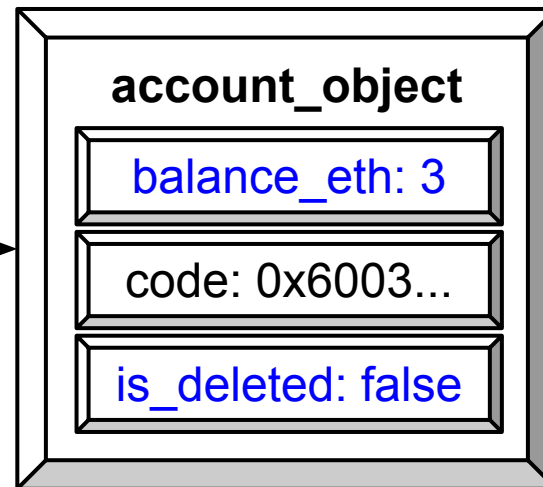 account_object
balance_eth: 3
code: 0x6003...
is_deleted: false